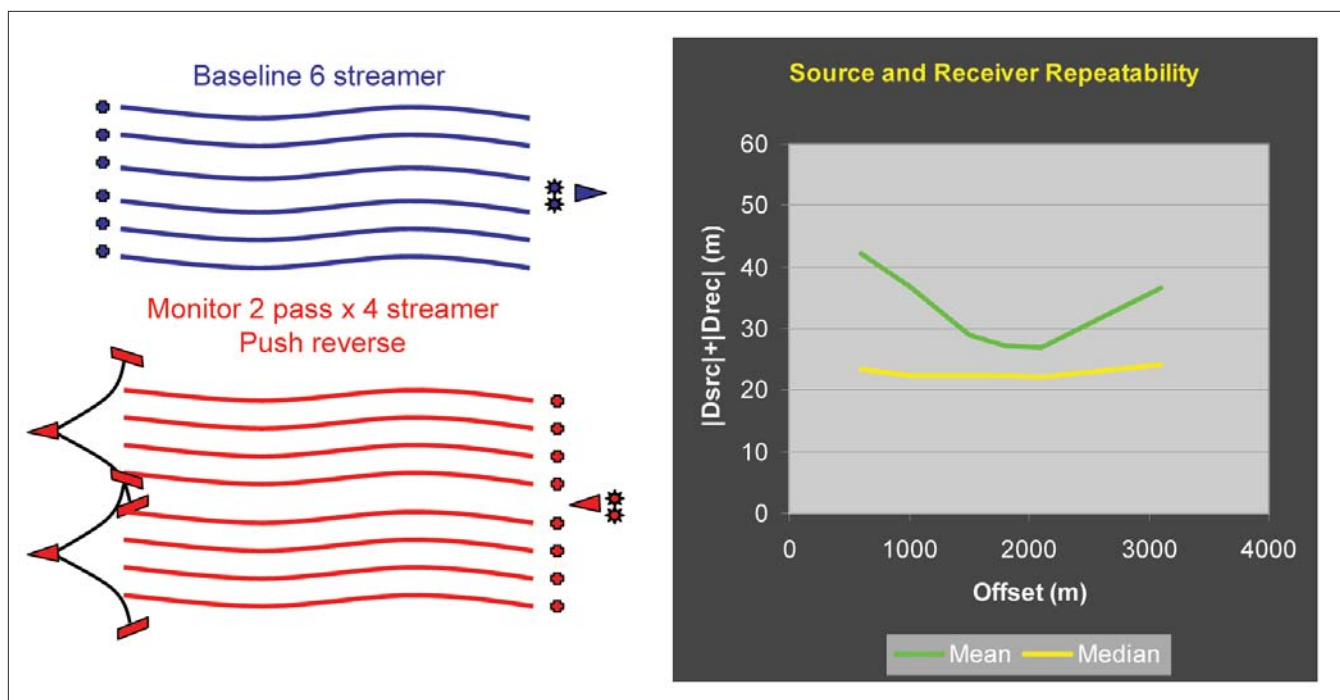 Baseline 6 streamer
Monitor 2 pass x 4 streamer
Push reverse
Source and Receiver Repeatability
|Dsrc|+|Drec| (m)
60
50
40
30
20
10
0
0 1000 2000 3000 4000
Offset (m)
Mean Median